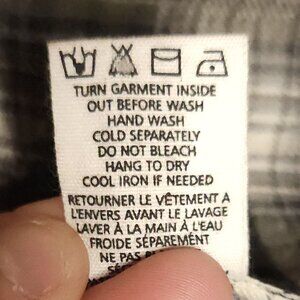 TURN GARMENT INSIDE
OUT BEFORE WASH
HAND WASH
COLD SEPARATELY
DO NOT BLEACH
HANG TO DRY
COOL IRON IF NEEDED
RETOURNER LE VÊTEMENT À
L'ENVERS AVANT LE LAVAGE
LAVER À LA MAIN À L'EAU
FROIDE SÉPARÉMENT
NE PAS